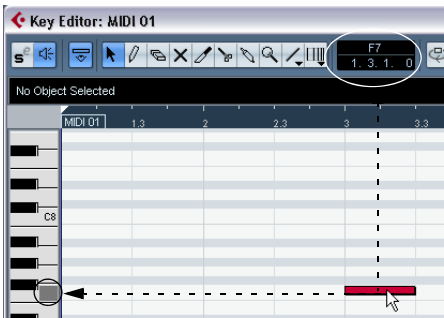 Key Editor: MIDI 01
s e
F7
1. 3. 1. 0
No Object Selected
MIDI 01 1.3 2 2.3 3 3.3
C8